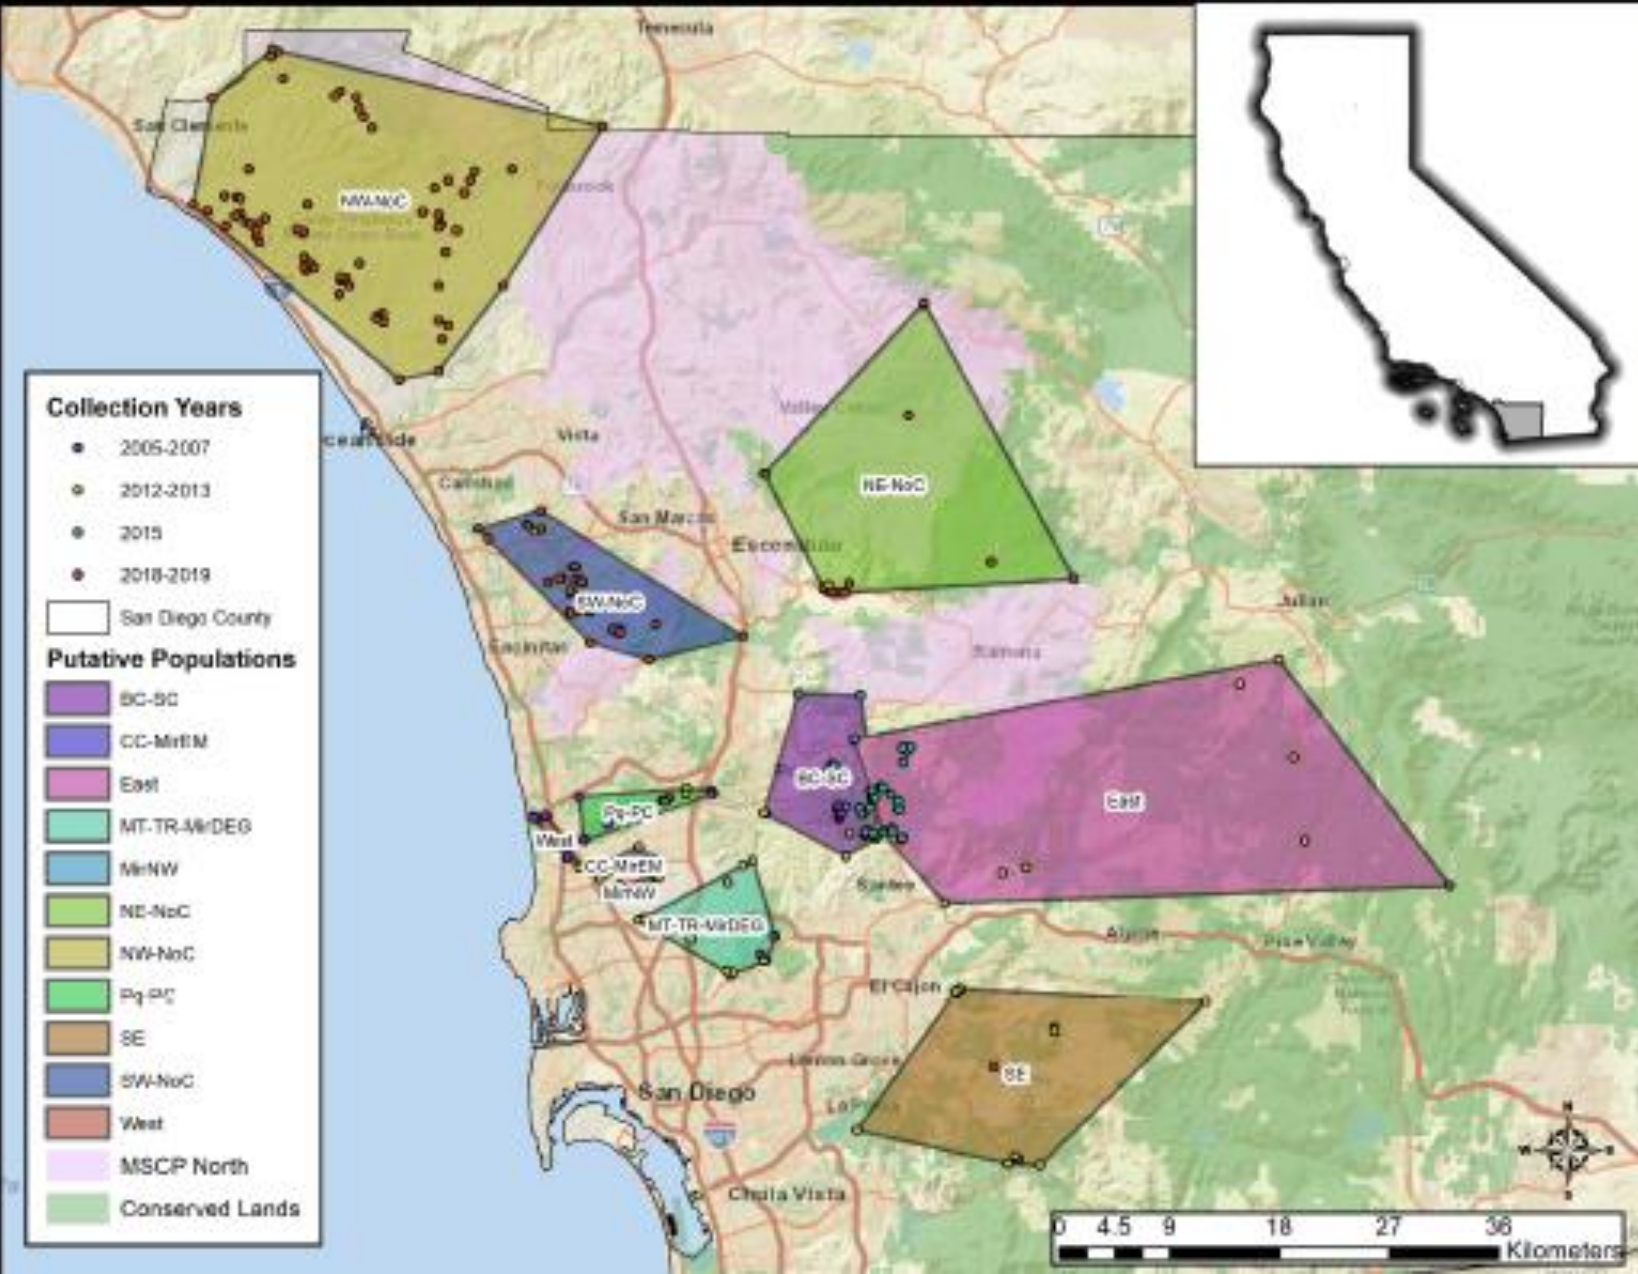 Temecula
San Clemente
NW-NoC
Fallbrook
79
Valley Center
NE-NoC
Collection Years
2005-2007
2012-2013
2015
2018-2019
San Diego County
Putative Populations
BC-SC
CC-MirEM
East
MT-TR-MirDEG
MirNW
NE-NoC
NW-NoC
Pq-PC
SE
SW-NoC
West
MSCP North
Conserved Lands
Oceanside
Vista
Carlsbad
San Marcos
Escondido
SW-NoC
Encinitas
Julian
Ramona
BC-SC
East
Pq-PC
West
CC-MirEM
MirNW
Santee
MT-TR-MirDEG
Alpine
Pine Valley
El Cajon
Lemon Grove
SE
San Diego
La Presa
Chula Vista
N
W
S
0 4.5 9 18 27 36
Kilometers